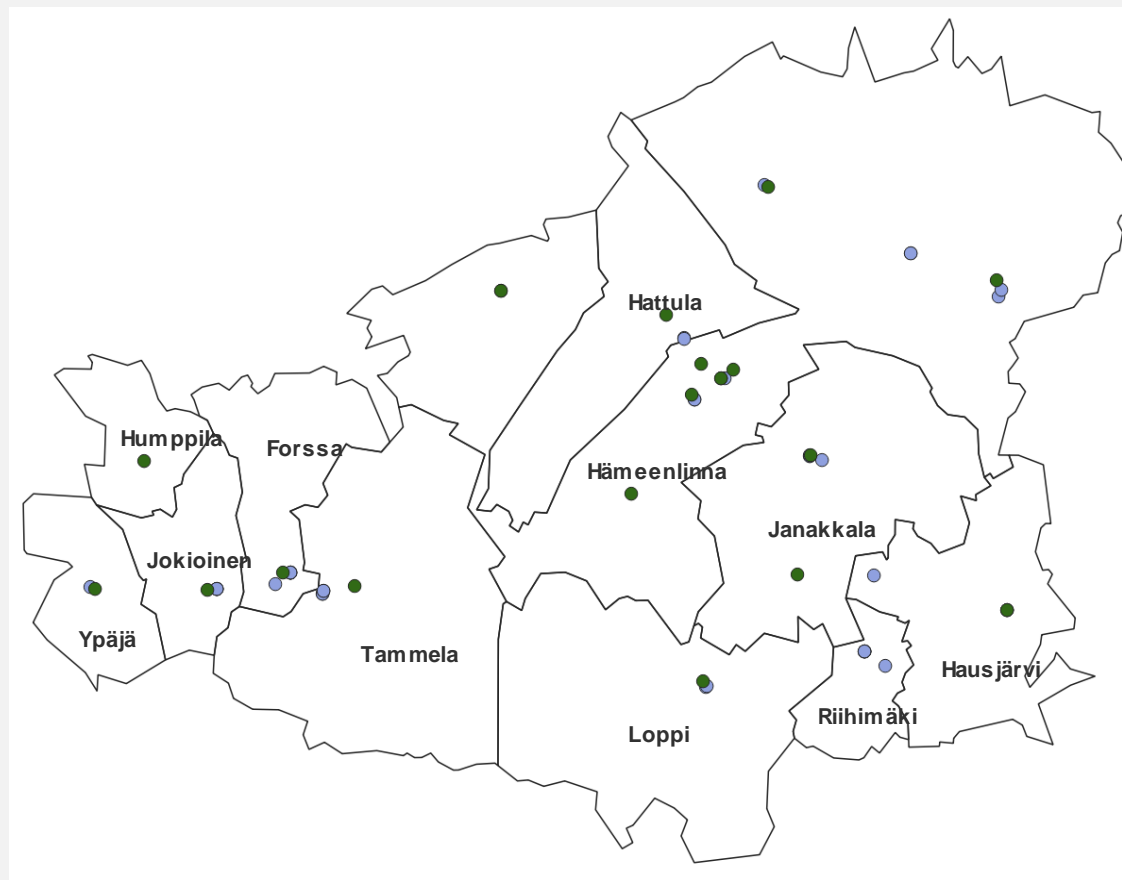 Hattula
Humppila
Forssa
Hämeenlinna
Janakkala
Jokioinen
Ypäjä
Tammela
Hausjärvi
Riihimäki
Loppi